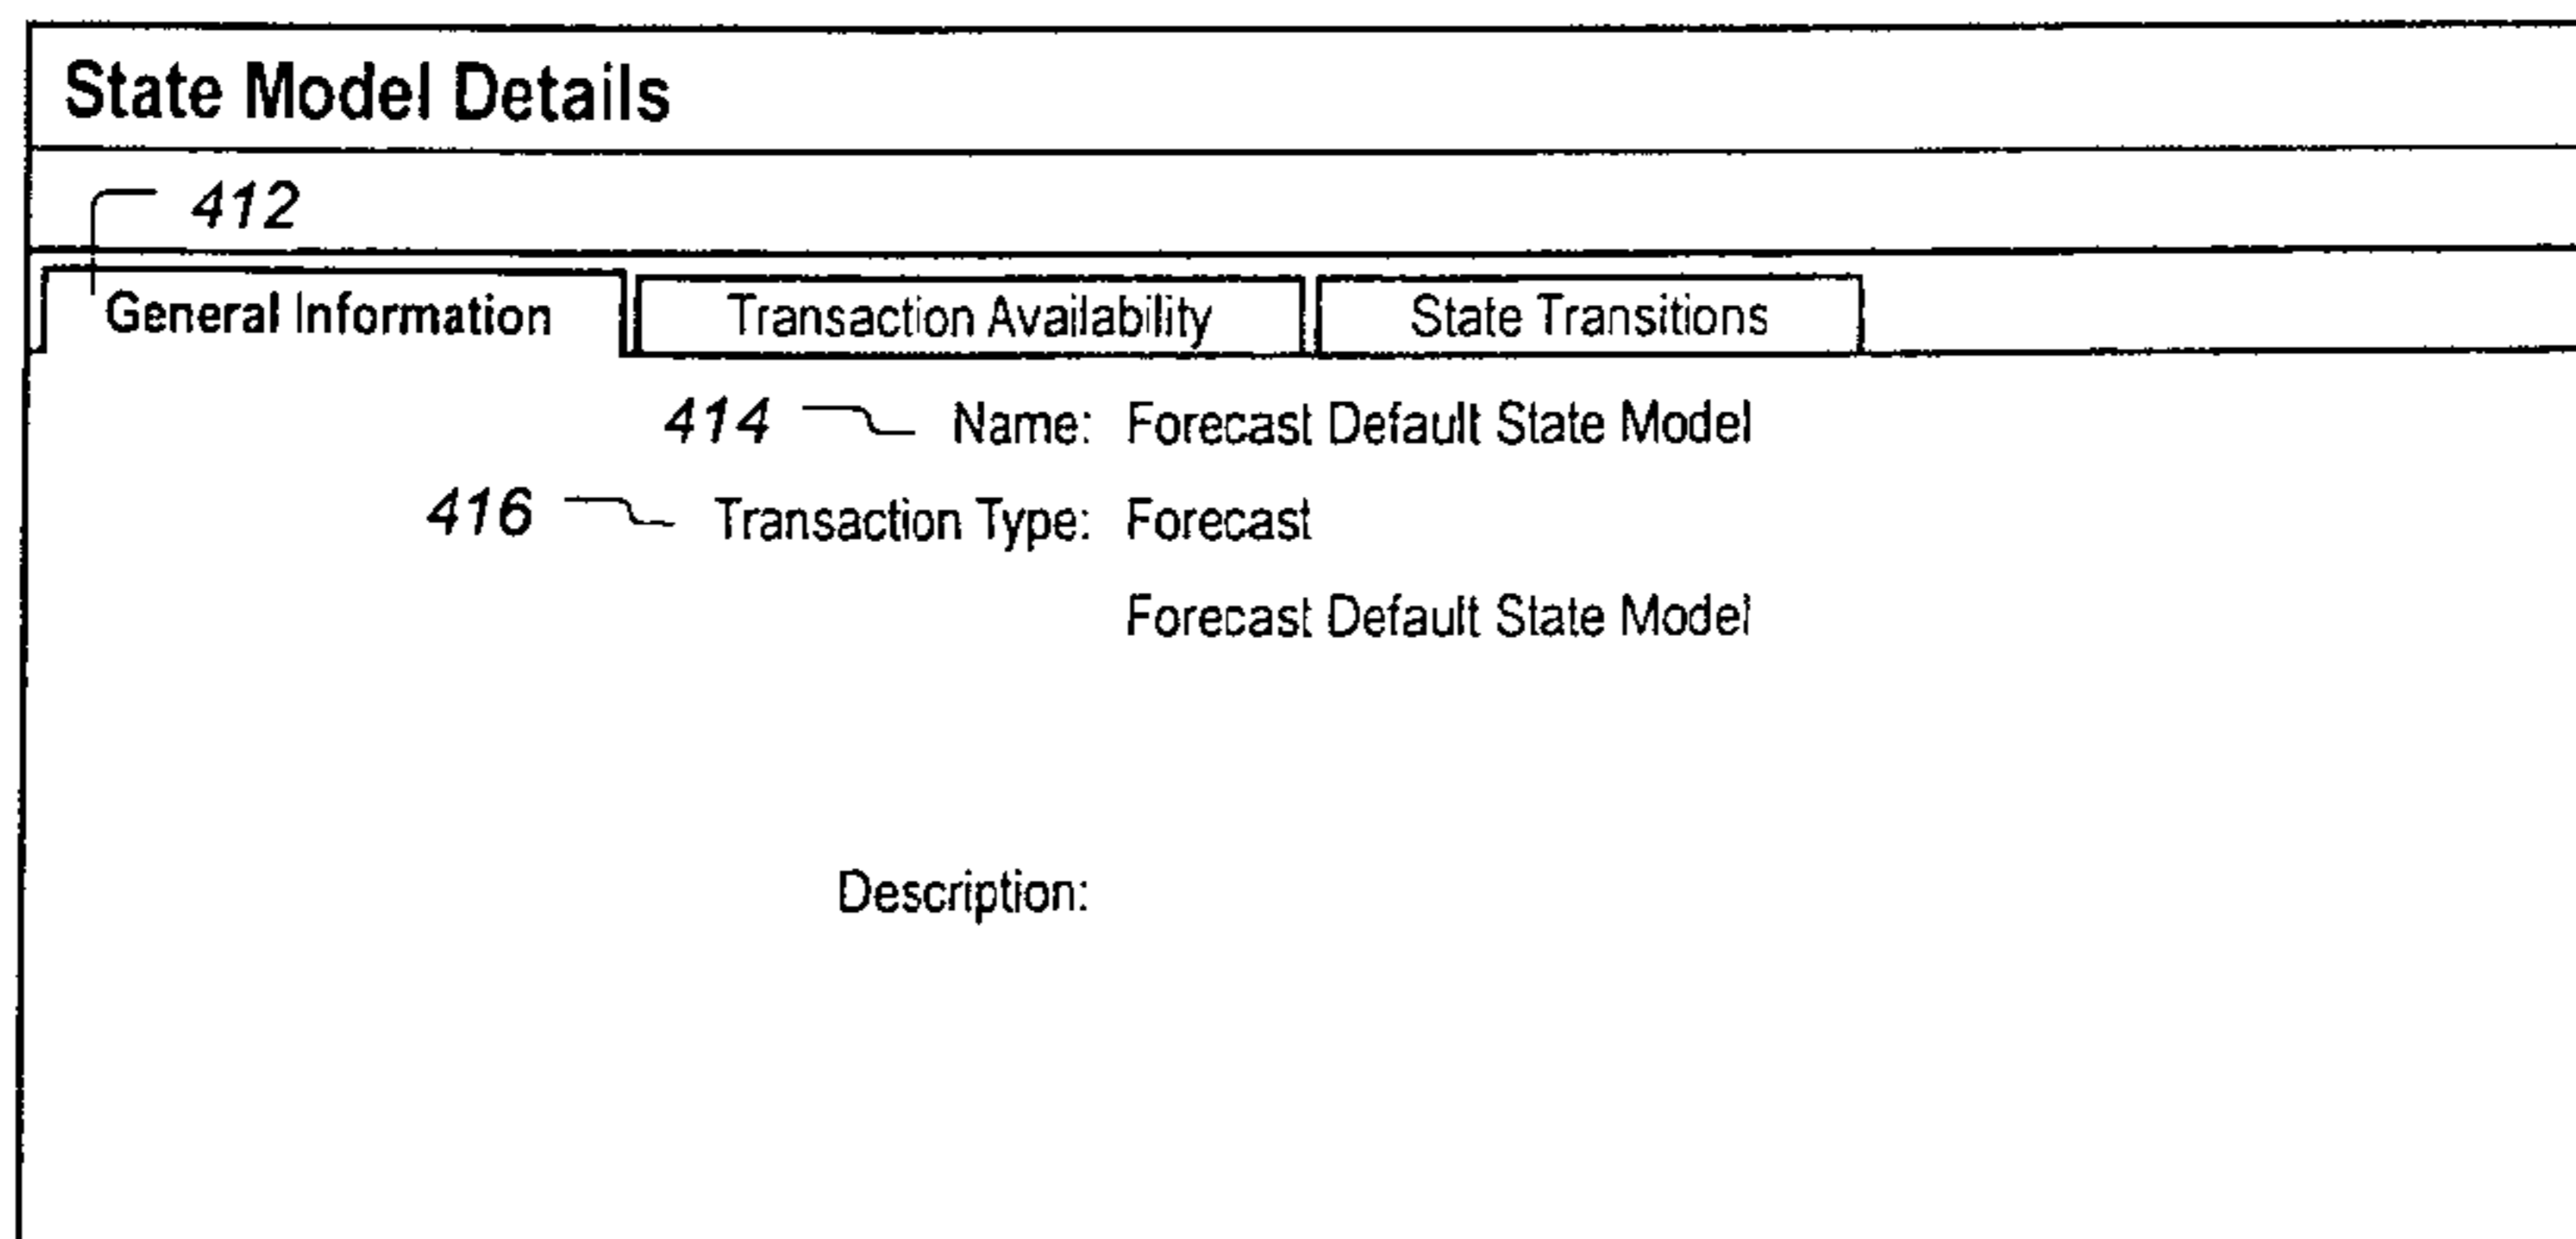 State Model Details
412
General Information Transaction Availability State Transitions
414 Name: Forecast Default State Model
416 Transaction Type: Forecast
Forecast Default State Model
Description: